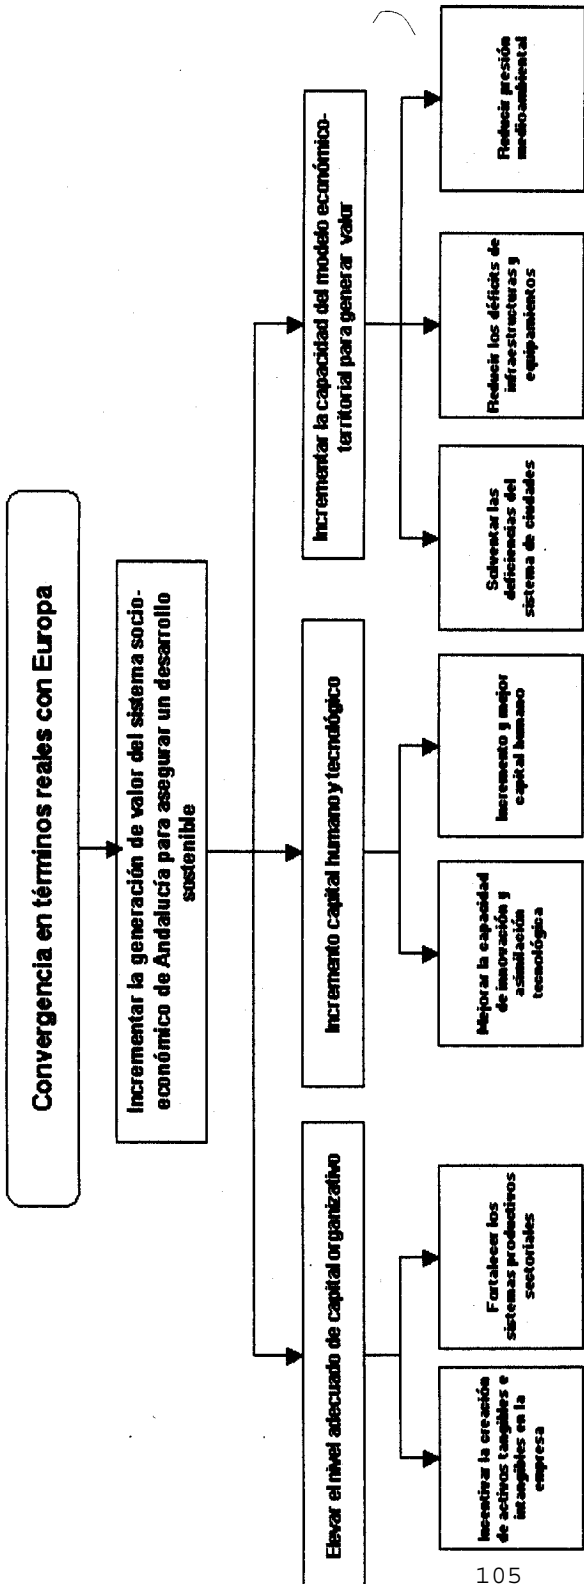 Convergencia en términos reales con Europa
Incrementar la generación de valor del sistema socio-
económico de Andalucía para asegurar un desarrollo
sostenible
Elevar el nivel adecuado de capital organizativo
Incremento capital humano y tecnológico
Incrementar la capacidad del modelo económico-
territorial para generar valor
Incentivar la creación
de activos tangibles e
intangibles en la
empresa
Fortalecer los
sistemas productivos
sectoriales
Mejorar la capacidad
de innovación y
asimilación
tecnológica
Incremento y mejor
capital humano
Solventar las
deficiencias del
sistema de ciudades
Reducir los déficits de
infraestructuras y
equipamientos
Reducir presión
medioambiental
105